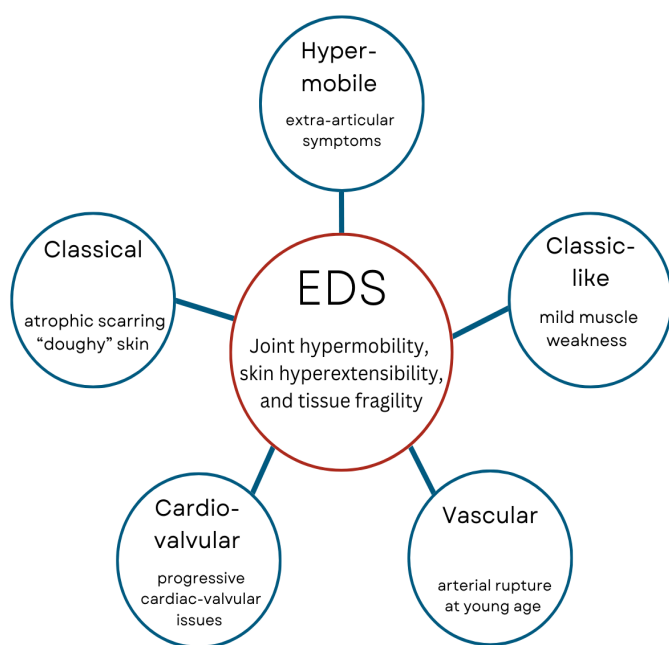 Hyper-
mobile
extra-articular
symptoms
Classical
atrophic scarring
“doughy” skin
EDS
Joint hypermobility,
skin hyperextensibility,
and tissue fragility
Classic-
like
mild muscle
weakness
Cardio-
valvular
progressive
cardiac-valvular
issues
Vascular
arterial rupture
at young age